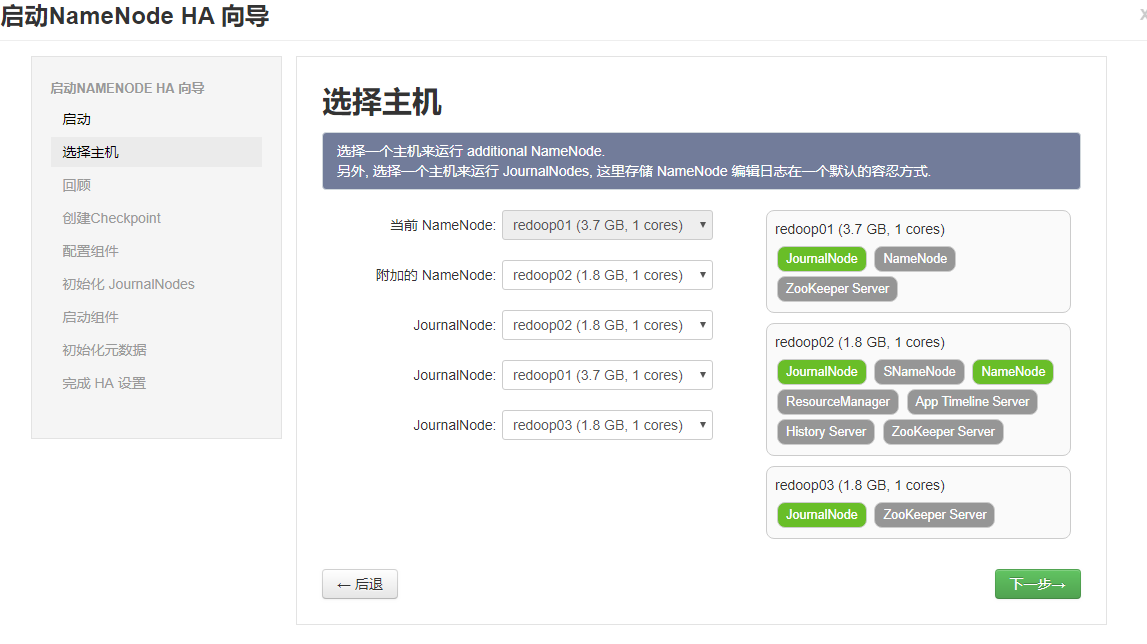 启动NameNode HA 向导
x
启动NAMENODE HA 向导
启动
选择主机
回顾
创建Checkpoint
配置组件
初始化 JournalNodes
启动组件
初始化元数据
完成 HA 设置
选择主机
选择一个主机来运行 additional NameNode.
另外, 选择一个主机来运行 JournalNodes, 这里存储 NameNode 编辑日志在一个默认的容忍方式.
当前 NameNode: redoop01 (3.7 GB, 1 cores)
附加的 NameNode: redoop02 (1.8 GB, 1 cores)
JournalNode: redoop02 (1.8 GB, 1 cores)
JournalNode: redoop01 (3.7 GB, 1 cores)
JournalNode: redoop03 (1.8 GB, 1 cores)
redoop01 (3.7 GB, 1 cores)
JournalNode NameNode
ZooKeeper Server
redoop02 (1.8 GB, 1 cores)
JournalNode SNameNode NameNode
ResourceManager App Timeline Server
History Server ZooKeeper Server
redoop03 (1.8 GB, 1 cores)
JournalNode ZooKeeper Server
← 后退
下一步→